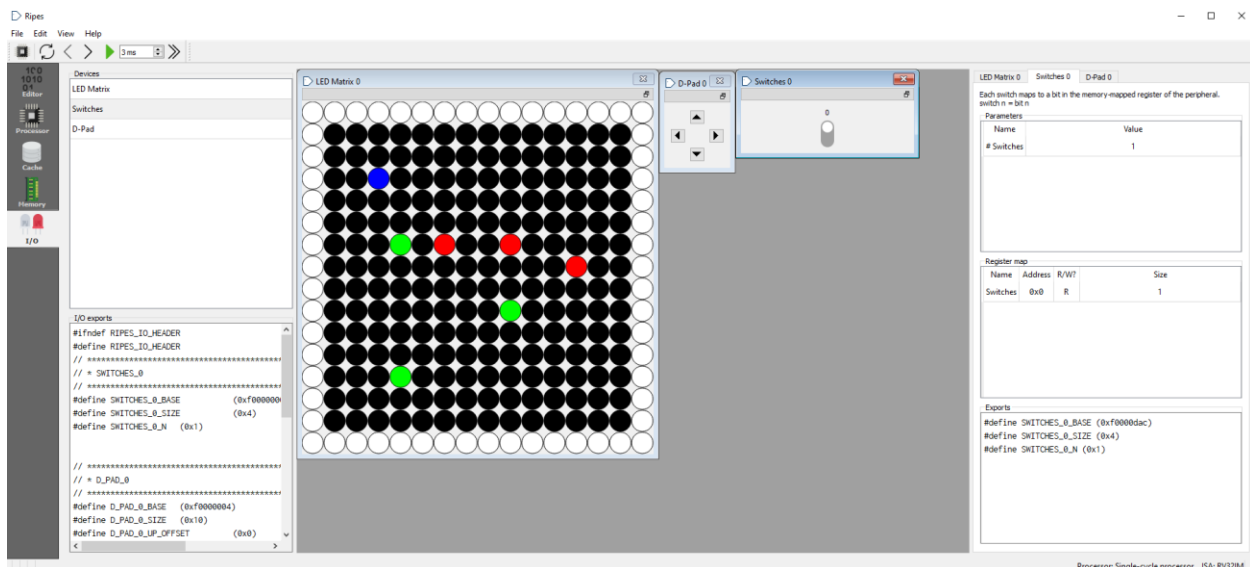 Ripes
File Edit View Help
3 ms
Editor
Processor
Cache
Memory
I/O
Devices
LED Matrix
Switches
D-Pad
I/O exports
#ifndef RIPES_IO_HEADER
#define RIPES_IO_HEADER
// * SWITCHES_0
#define SWITCHES_0_BASE (0xf0000000
#define SWITCHES_0_SIZE (0x4)
#define SWITCHES_0_N (0x1)
// * D_PAD_0
#define D_PAD_0_BASE (0xf0000004)
#define D_PAD_0_SIZE (0x10)
#define D_PAD_0_UP_OFFSET (0x0)
LED Matrix 0
D-Pad 0
Switches 0
0
LED Matrix 0 Switches 0 D-Pad 0
Each switch maps to a bit in the memory-mapped register of the peripheral.
switch n = bit n
Parameters
Name Value
# Switches 1
Register map
Name Address R/W? Size
Switches 0x0 R 1
Exports
#define SWITCHES_0_BASE (0xf0000dac)
#define SWITCHES_0_SIZE (0x4)
#define SWITCHES_0_N (0x1)
Processor: Single-cycle processor ISA: RV32IM